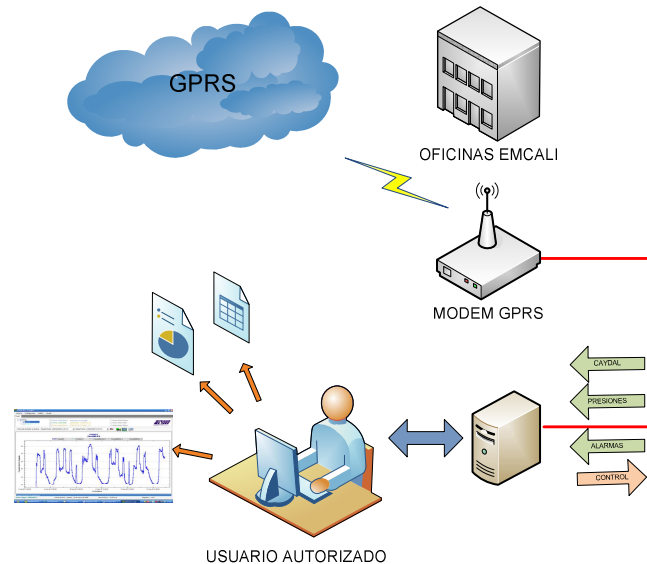 GPRS
OFICINAS EMCALI
MODEM GPRS
CAYDAL
PRESIONES
ALARMAS
CONTROL
USUARIO AUTORIZADO